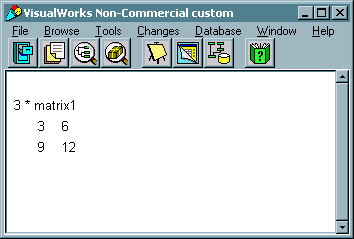 VisualWorks Non-Commercial custom
File Browse Tools Changes Database Window Help
3 * matrix1
3 6
9 12